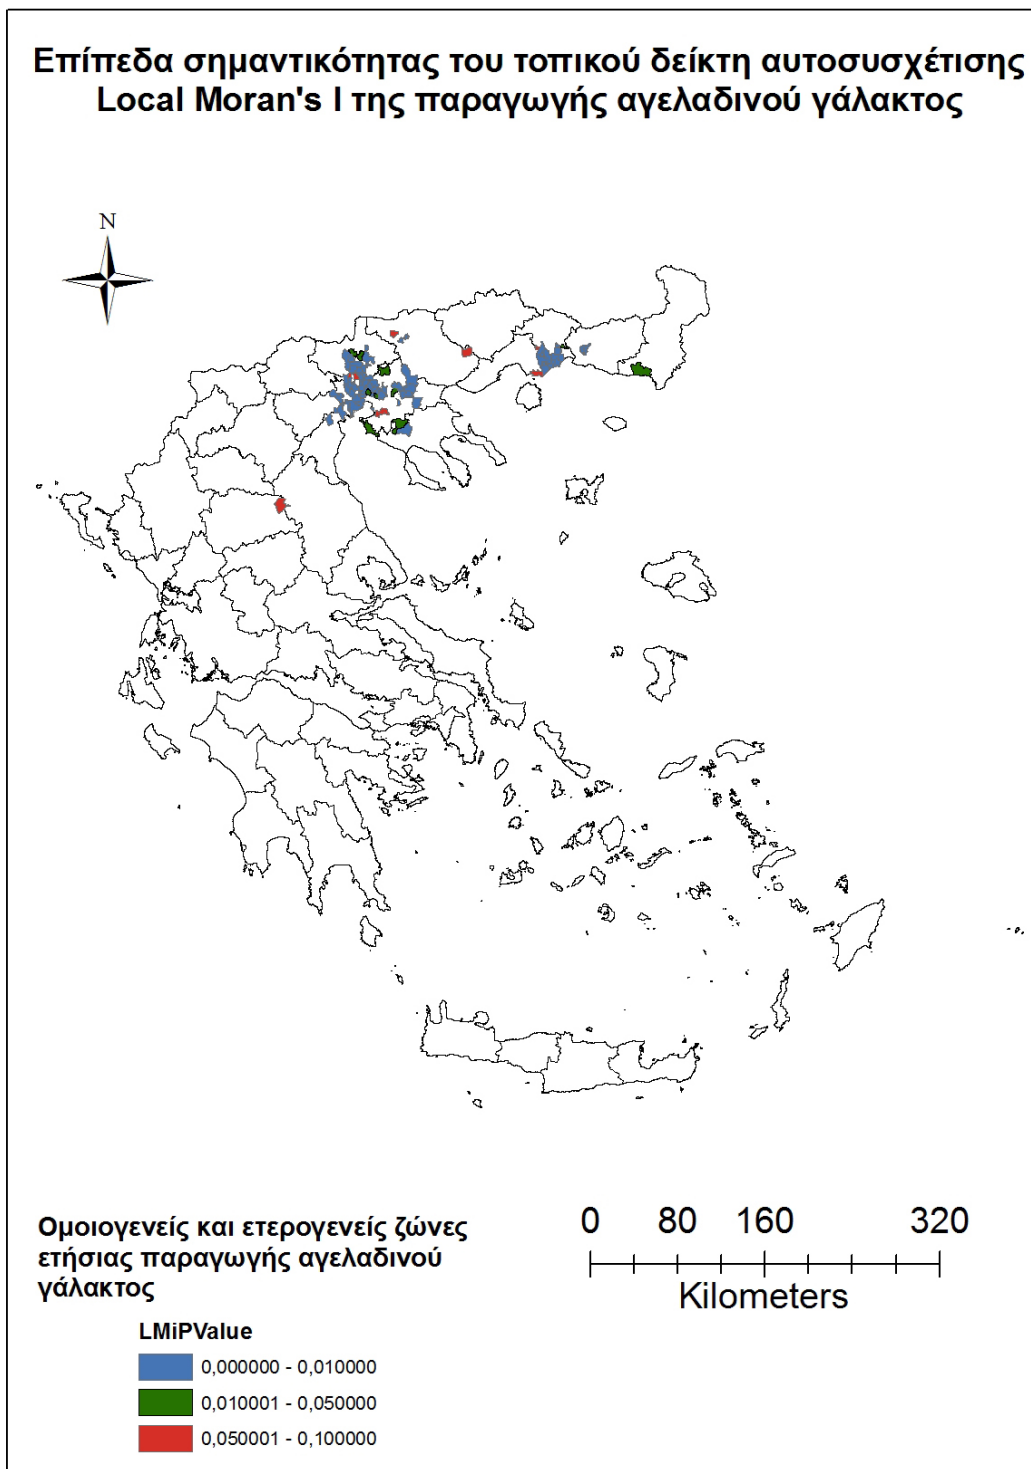 Επίπεδα σημαντικότητας του τοπικού δείκτη αυτοσυσχέτισης
Local Moran's I της παραγωγής αγελαδινού γάλακτος
N
0 80 160 320
Kilometers
Ομοιογενείς και ετερογενείς ζώνες
ετήσιας παραγωγής αγελαδινού
γάλακτος
LMiPValue
0,000000 - 0,010000
0,010001 - 0,050000
0,050001 - 0,100000